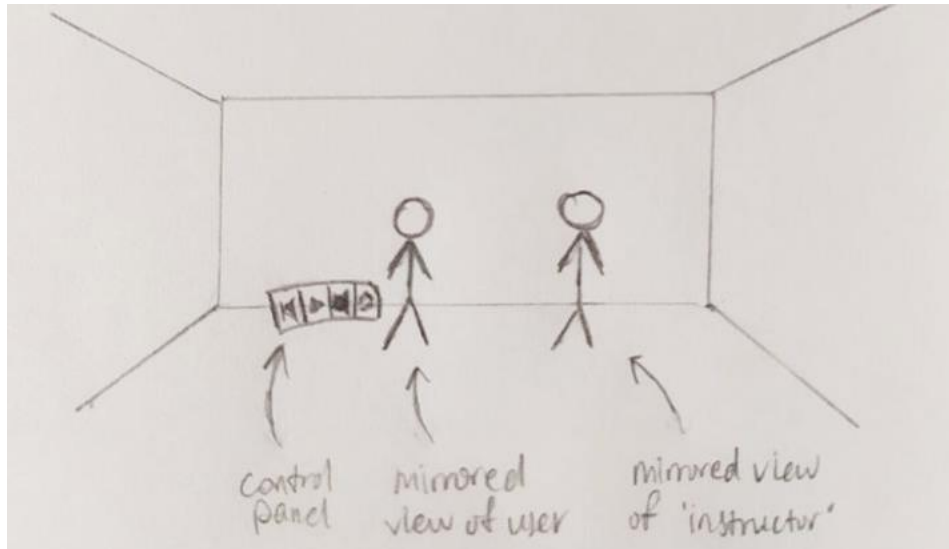 control
panel
mirrored
view of user
mirrored view
of 'instructor'